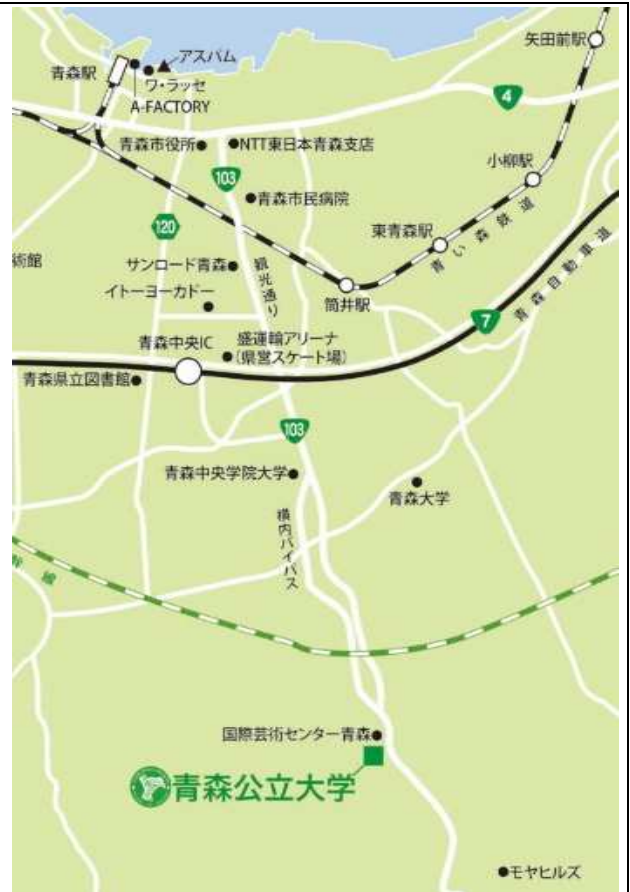 矢田前駅
アスパム
青森駅
ワ・ラッセ
A-FACTORY
4
青森市役所
NTT東日本青森支店
小柳駅
103
青森市民病院
120
東青森駅
青い森鉄道
術館
サンロード青森
観光通り
イトーヨーカドー
筒井駅
7
青森自動車道
青森中央IC
盛運輸アリーナ
(県営スケート場)
青森県立図書館
103
青森中央学院大学
青森大学
横内バイパス
幹線
国際芸術センター青森
青森公立大学
モヤヒルズ